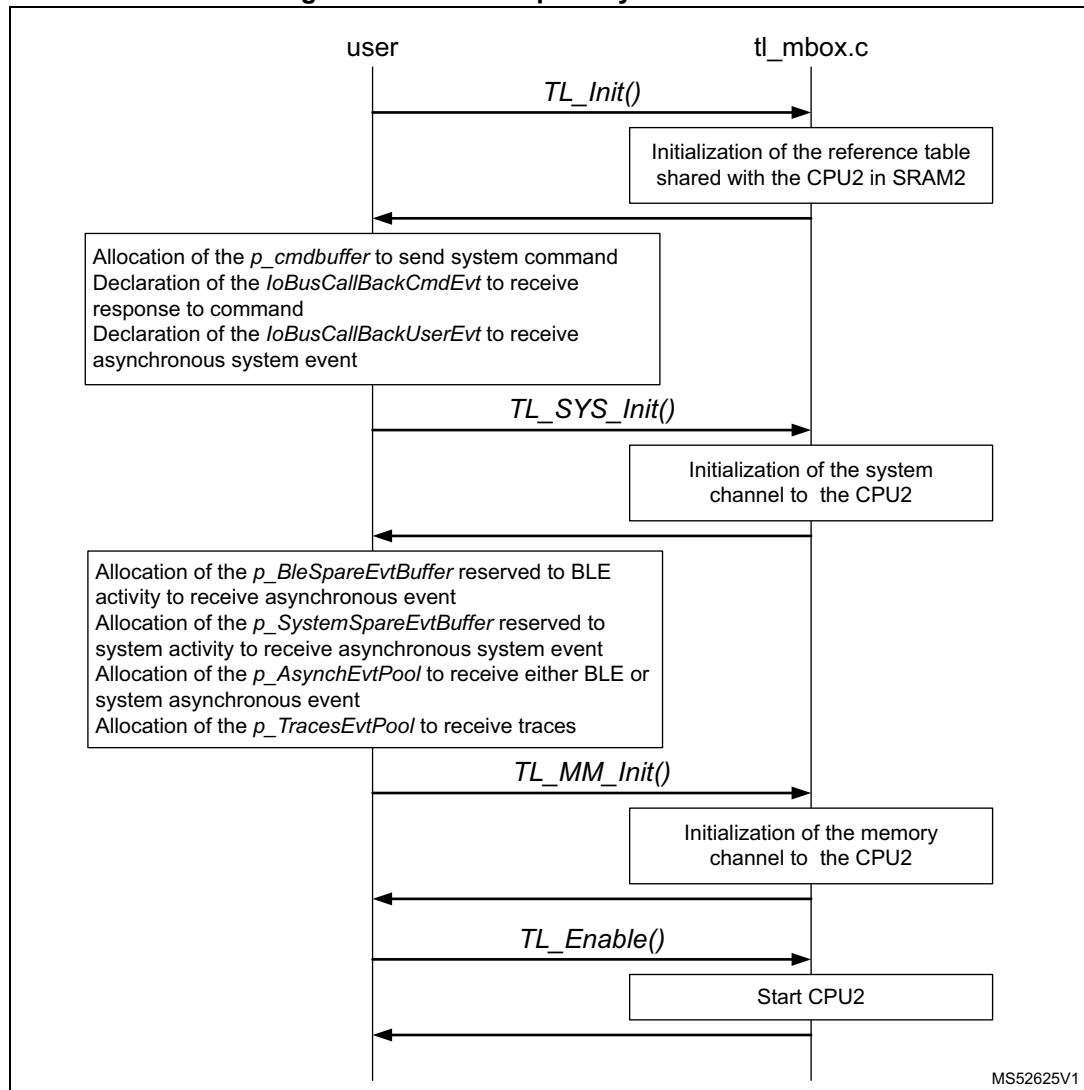 user
tl_mbox.c
TL_Init()
Initialization of the reference table
shared with the CPU2 in SRAM2
Allocation of the p_cmdbuffer to send system command
Declaration of the IoBusCallBackCmdEvt to receive
response to command
Declaration of the IoBusCallBackUserEvt to receive
asynchronous system event
TL_SYS_Init()
Initialization of the system
channel to the CPU2
Allocation of the p_BleSpareEvtBuffer reserved to BLE
activity to receive asynchronous event
Allocation of the p_SystemSpareEvtBuffer reserved to
system activity to receive asynchronous system event
Allocation of the p_AsynchEvtPool to receive either BLE or
system asynchronous event
Allocation of the p_TracesEvtPool to receive traces
TL_MM_Init()
Initialization of the memory
channel to the CPU2
TL_Enable()
Start CPU2
MS52625V1